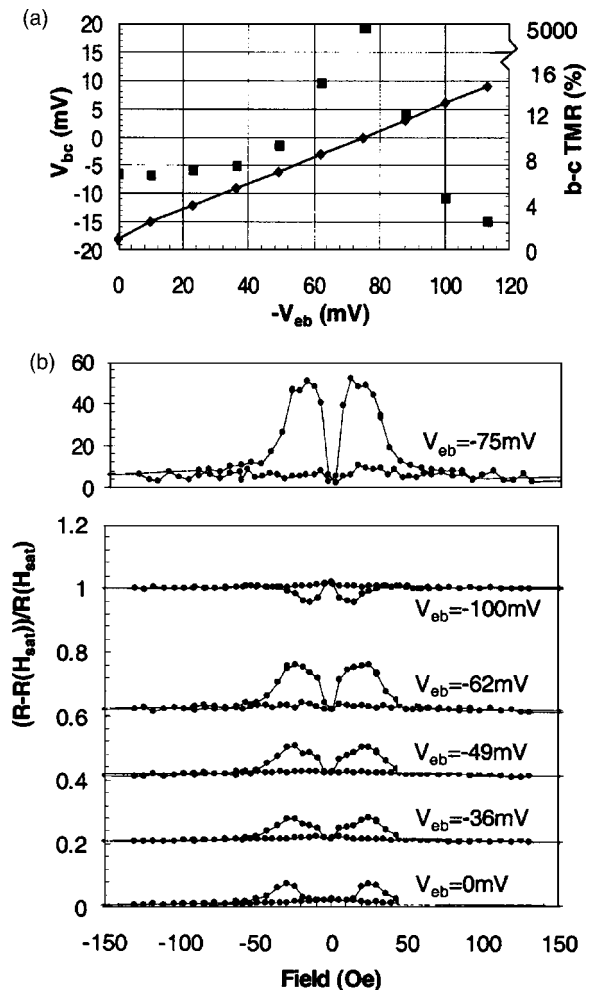 (a)
20
15
10
5
0
-5
-10
-15
-20
V_bc (mV)
5000
16
12
8
4
0
b-c TMR (%)
0 20 40 60 80 100 120
-V_eb (mV)
(b)
60
40
20
0
V_eb=-75mV
1.2
1
0.8
0.6
0.4
0.2
0
(R-R(H_sat))/R(H_sat)
V_eb=-100mV
V_eb=-62mV
V_eb=-49mV
V_eb=-36mV
V_eb=0mV
-150 -100 -50 0 50 100 150
Field (Oe)